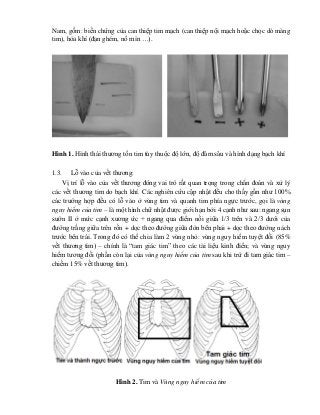 Nam, gồm: biến chứng của can thiệp tim mạch (can thiệp nội mạch hoặc chọc dò màng
tim), hoả khí (đạn ghém, nổ mìn…).
Hình 1. Hình thái thương tổn tim tùy thuộc độ lớn, độ đâm sâu và hình dạng bạch khí
1.3. Lỗ vào của vết thương:
Vị trí lỗ vào của vết thương đóng vai trò rất quan trọng trong chẩn đoán và xử lý
các vết thương tim do bạch khí. Các nghiên cứu cập nhật đều cho thấy gần như 100%
các trường hợp đều có lỗ vào ở vùng tim và quanh tim phía ngực trước, gọi là vùng
nguy hiểm của tim – là một hình chữ nhật được giới hạn bởi 4 cạnh như sau: ngang sụn
sườn II ở mức cạnh xương ức + ngang qua điểm nối giữa 1/3 trên và 2/3 dưới của
đường trắng giữa trên rốn + dọc theo đường giữa đòn bên phải + dọc theo đường nách
trước bên trái. Trong đó có thể chia làm 2 vùng nhỏ: vùng nguy hiểm tuyệt đối (85%
vết thương tim) – chính là “tam giác tim” theo các tài liệu kinh điển; và vùng nguy
hiểm tương đối (phần còn lại của vùng nguy hiểm của tim sau khi trừ đi tam giác tim –
chiếm 15% vết thương tim).
Tim và thành ngực trước
Vùng nguy hiểm của tim
Tam giác tim
Vùng nguy hiểm tuyệt đối
Hình 2. Tim và Vùng nguy hiểm của tim